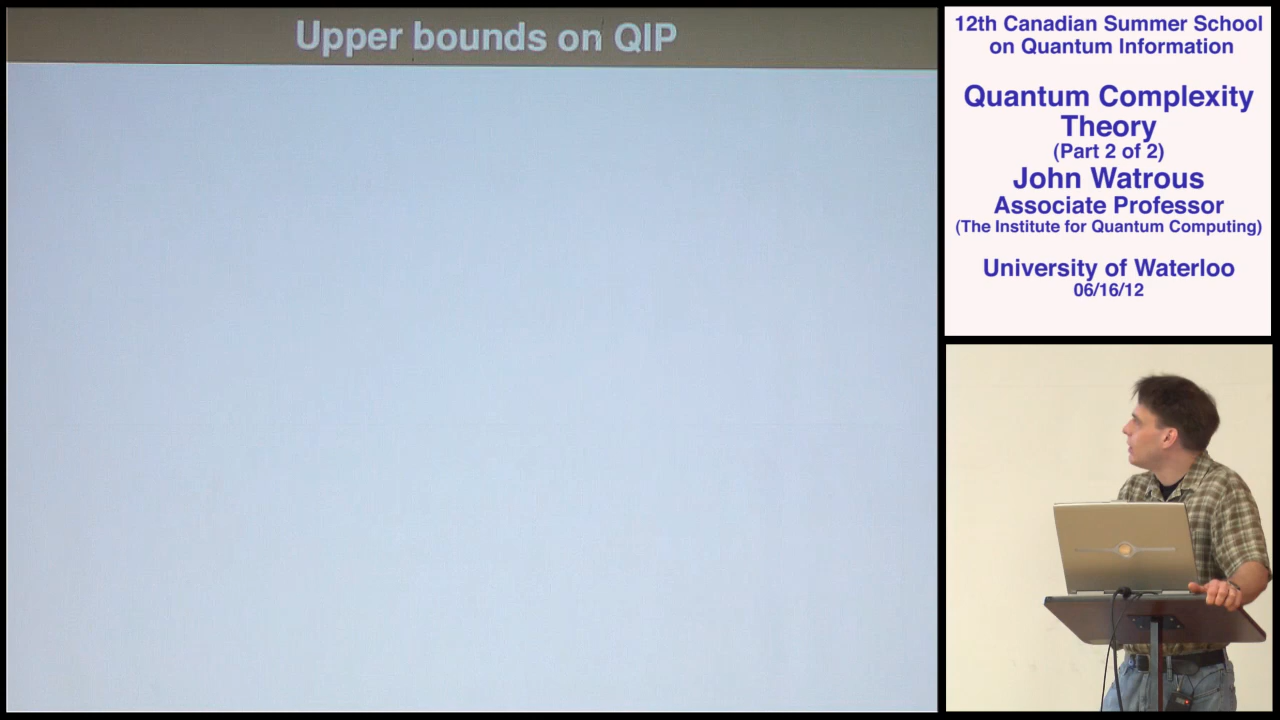 Upper bounds on QIP
12th Canadian Summer School
on Quantum Information
Quantum Complexity
Theory
(Part 2 of 2)
John Watrous
Associate Professor
(The Institute for Quantum Computing)
University of Waterloo
06/16/12